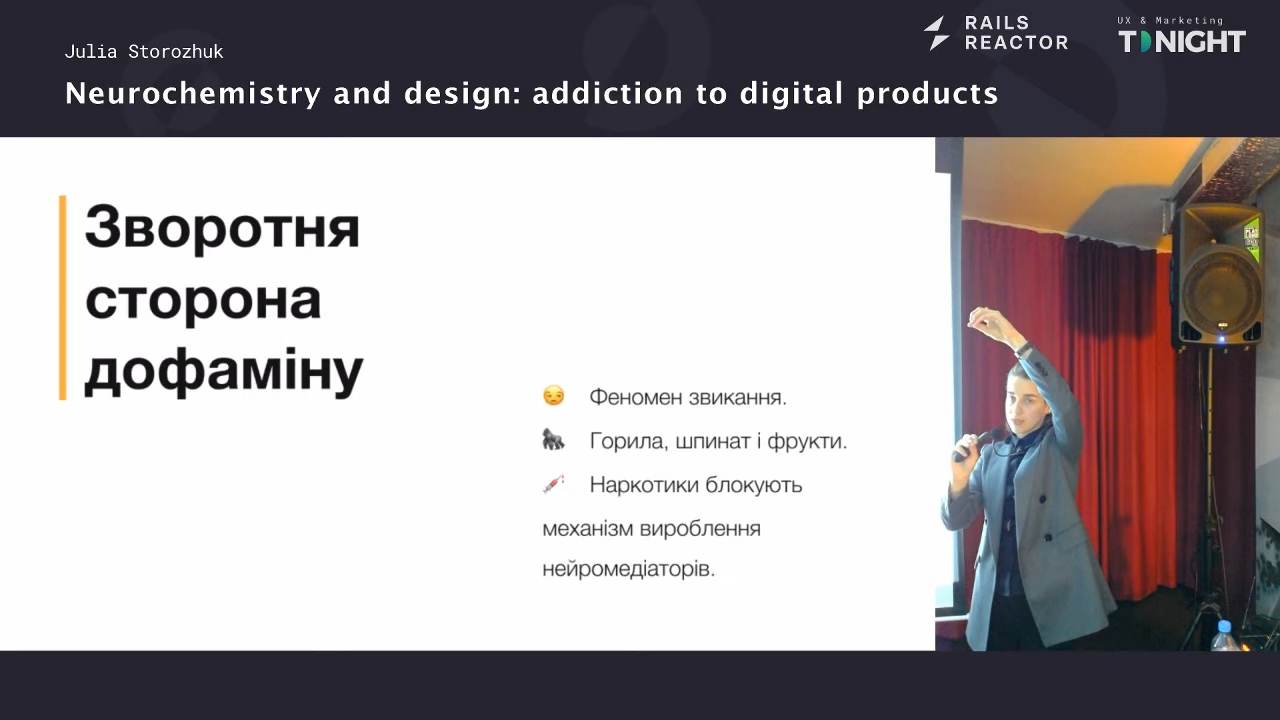 Julia Storozhuk
Neurochemistry and design: addiction to digital products
RAILS
REACTOR
UX & Marketing
TONIGHT
Зворотня
сторона
дофаміну
😒 Феномен звикання.
🦍 Горила, шпинат і фрукти.
💉 Наркотики блокують
механізм вироблення
нейромедіаторів.